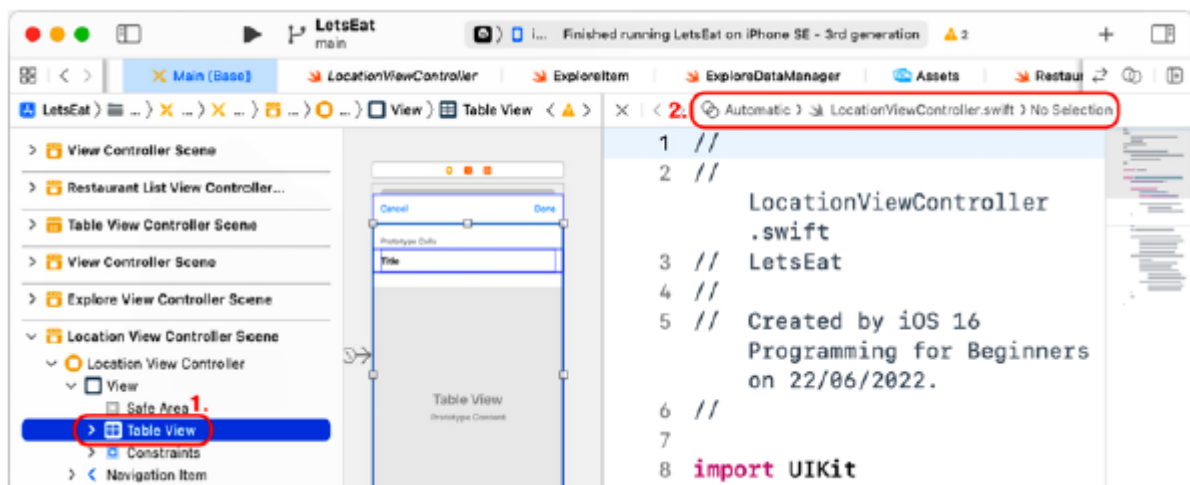 LetsEat
main
i... Finished running LetsEat on iPhone SE - 3rd generation 2
Main (Base) LocationViewController ExploreItem ExploreDataManager Assets Restau
LetsEat ... ... ... ... ... View Table View
2. Automatic LocationViewController.swift No Selection
View Controller Scene
Restaurant List View Controller...
Table View Controller Scene
View Controller Scene
Explore View Controller Scene
Location View Controller Scene
Location View Controller
View
Safe Area 1.
Table View
Constraints
Navigation Item
Cancel Done
Prototype Cells
Title
Table View
Prototype Content
1 //
2 //
LocationViewController
.swift
3 // LetsEat
4 //
5 // Created by iOS 16
Programming for Beginners
on 22/06/2022.
6 //
7
8 import UIKit